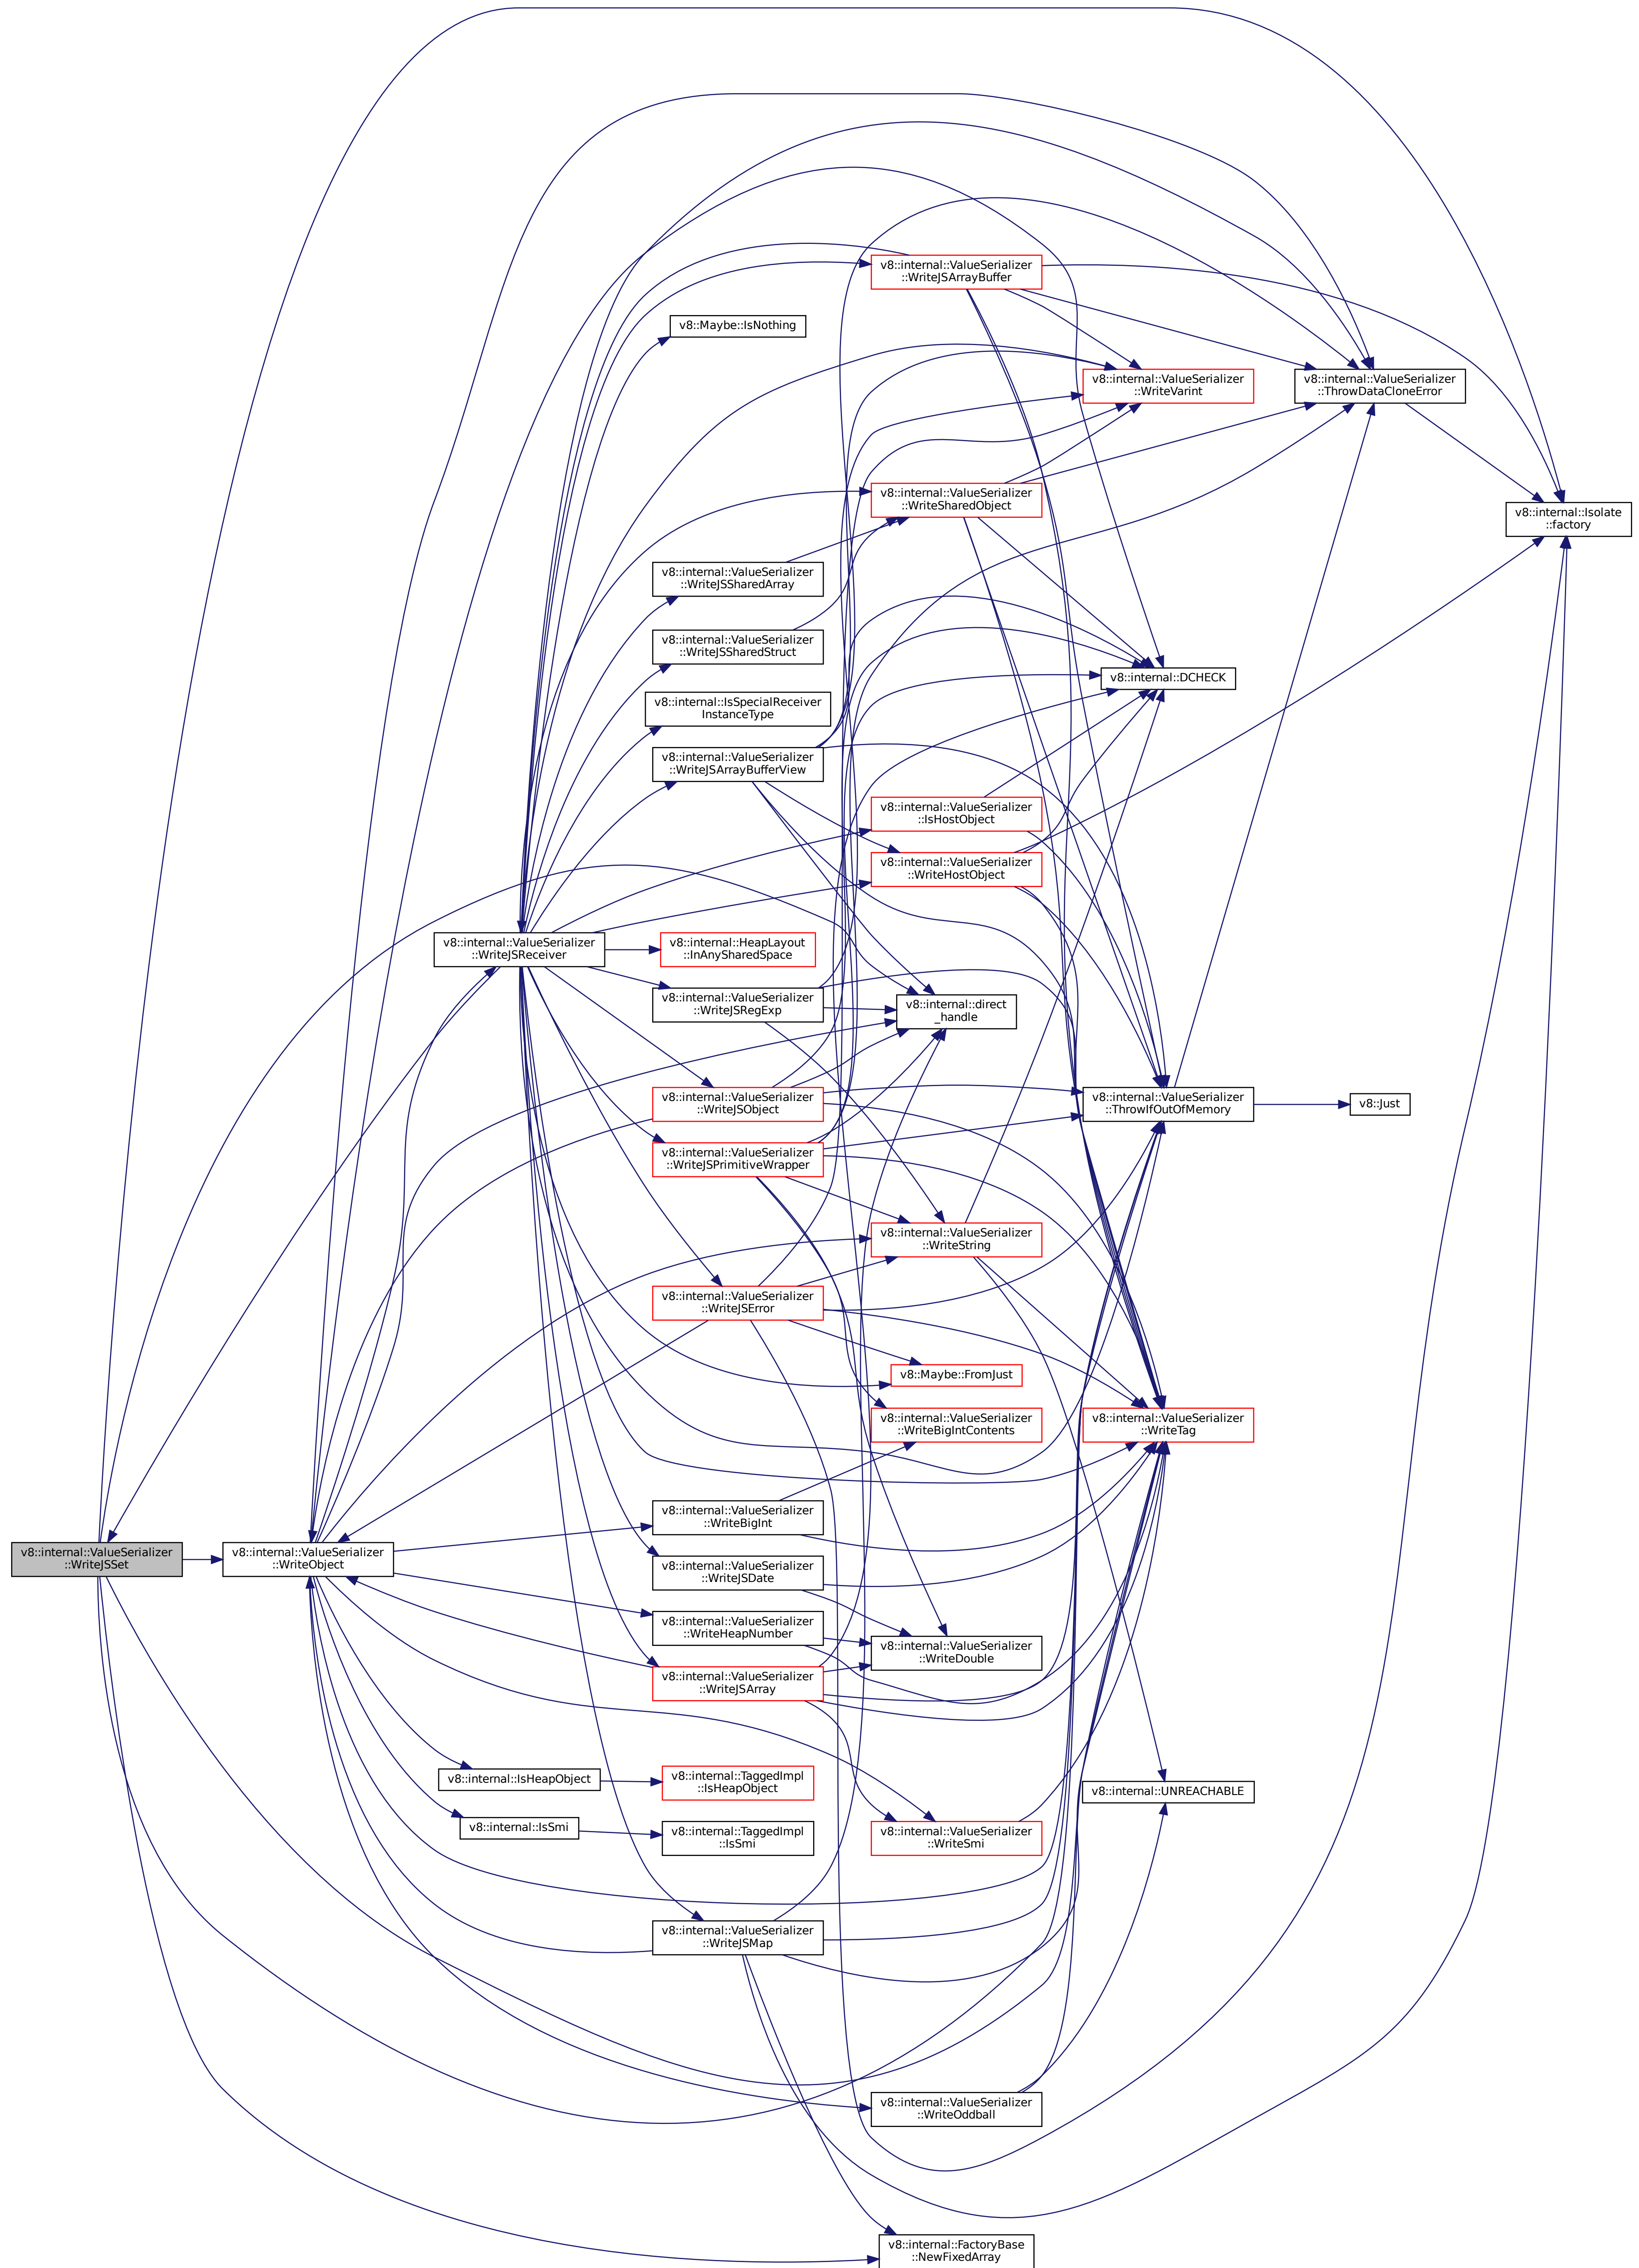 v8::internal::ValueSerializer
::WriteJSSet
v8::internal::ValueSerializer
::WriteObject
v8::internal::ValueSerializer
::WriteJSReceiver
v8::internal::IsHeapObject
v8::internal::IsSmi
v8::Maybe::IsNothing
v8::internal::ValueSerializer
::WriteJSSharedArray
v8::internal::ValueSerializer
::WriteJSSharedStruct
v8::internal::IsSpecialReceiver
InstanceType
v8::internal::ValueSerializer
::WriteJSArrayBufferView
v8::internal::HeapLayout
::InAnySharedSpace
v8::internal::ValueSerializer
::WriteJSRegExp
v8::internal::ValueSerializer
::WriteJSObject
v8::internal::ValueSerializer
::WriteJSPrimitiveWrapper
v8::internal::ValueSerializer
::WriteJSError
v8::internal::ValueSerializer
::WriteBigInt
v8::internal::ValueSerializer
::WriteJSDate
v8::internal::ValueSerializer
::WriteHeapNumber
v8::internal::ValueSerializer
::WriteJSArray
v8::internal::TaggedImpl
::IsHeapObject
v8::internal::TaggedImpl
::IsSmi
v8::internal::ValueSerializer
::WriteJSMap
v8::internal::ValueSerializer
::WriteJSArrayBuffer
v8::internal::ValueSerializer
::WriteSharedObject
v8::internal::ValueSerializer
::IsHostObject
v8::internal::ValueSerializer
::WriteHostObject
v8::internal::direct
_handle
v8::internal::ValueSerializer
::WriteString
v8::Maybe::FromJust
v8::internal::ValueSerializer
::WriteBigIntContents
v8::internal::ValueSerializer
::WriteDouble
v8::internal::ValueSerializer
::WriteSmi
v8::internal::ValueSerializer
::WriteOddball
v8::internal::FactoryBase
::NewFixedArray
v8::internal::ValueSerializer
::WriteVarint
v8::internal::DCHECK
v8::internal::ValueSerializer
::ThrowIfOutOfMemory
v8::internal::ValueSerializer
::WriteTag
v8::internal::UNREACHABLE
v8::internal::ValueSerializer
::ThrowDataCloneError
v8::Just
v8::internal::Isolate
::factory